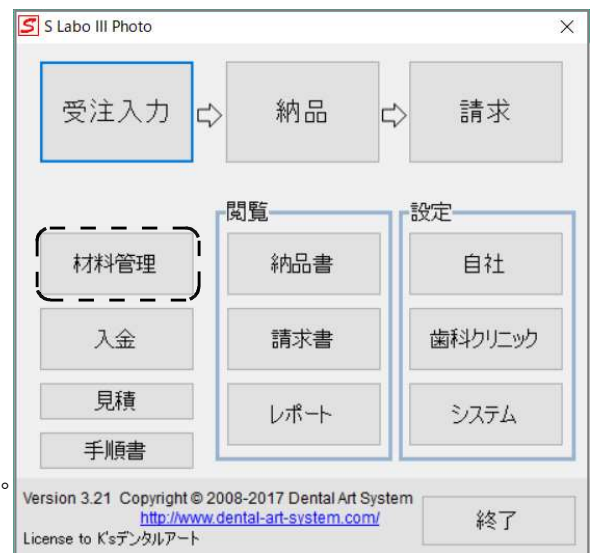 S Labo III Photo
受注入力 ⇨ 納品 ⇨ 請求
閲覧 設定
材料管理 納品書 自社
入金 請求書 歯科クリニック
見積 レポート システム
手順書
。
Version 3.21 Copyright © 2008-2017 Dental Art System
http://www.dental-art-system.com/
License to K'sデンタルアート
終了